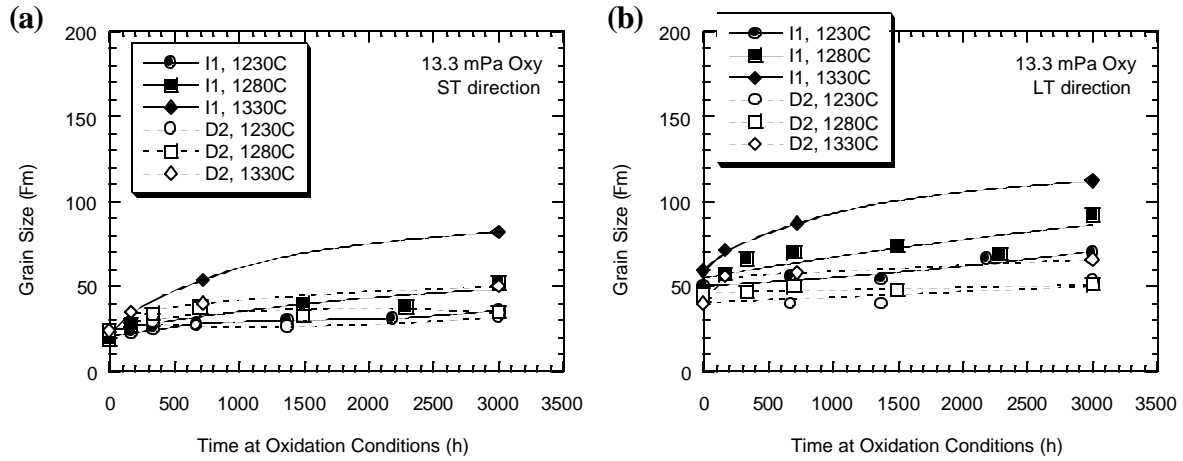 (a)
200
150
100
50
0
Grain Size (Fm)
I1, 1230C
I1, 1280C
I1, 1330C
D2, 1230C
D2, 1280C
D2, 1330C
13.3 mPa Oxy
ST direction
0 500 1000 1500 2000 2500 3000 3500
Time at Oxidation Conditions (h)
(b)
200
150
100
50
0
Grain Size (Fm)
I1, 1230C
I1, 1280C
I1, 1330C
D2, 1230C
D2, 1280C
D2, 1330C
13.3 mPa Oxy
LT direction
0 500 1000 1500 2000 2500 3000 3500
Time at Oxidation Conditions (h)